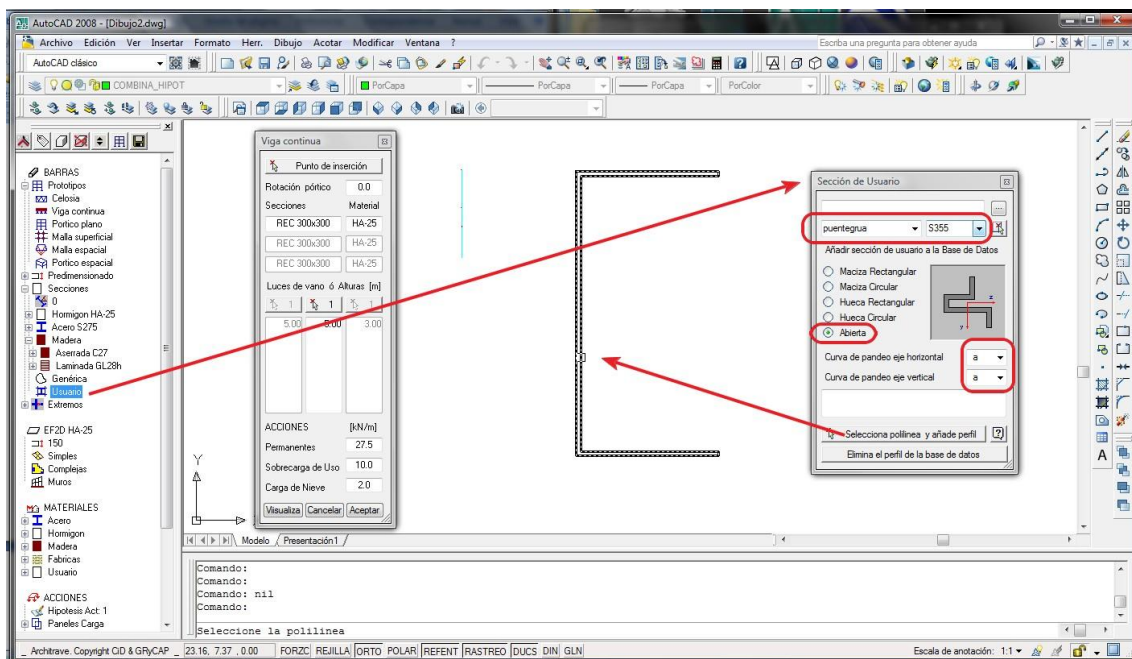 AutoCAD 2008 - [Dibujo2.dwg]
Archivo Edición Ver Insertar Formato Herr. Dibujo Acotar Modificar Ventana ?
Escriba una pregunta para obtener ayuda
AutoCAD clásico
COMBINA_HIPOT
PorCapa
PorCapa
PorCapa
PorColor
BARRAS
Prototipos
Celosia
Viga continua
Portico plano
Malla superficial
Malla espacial
Portico espacial
Predimensionado
Secciones
0
Hormigon HA-25
Acero S275
Madera
Aserrada C27
Laminada GL28h
Genérica
Usuario
Extremos
EF2D HA-25
150
Simples
Complejas
Muros
MATERIALES
Acero
Hormigon
Madera
Fabricas
Usuario
ACCIONES
Hipotesis Act: 1
Paneles Carga
Viga continua
Punto de inserción
Rotación pórtico 0.0
Secciones Material
REC 300x300 HA-25
REC 300x300 HA-25
REC 300x300 HA-25
Luces de vano ó Alturas [m]
1 1 1
5.00 5.00 3.00
ACCIONES [kN/m]
Permanentes 27.5
Sobrecarga de Uso 10.0
Carga de Nieve 2.0
Visualiza Cancelar Aceptar
Y
Sección de Usuario
...
puentegrua S355
Añadir sección de usuario a la Base de Datos
Maciza Rectangular
Maciza Circular
Hueca Rectangular
Hueca Circular
Abierta
z
y
Curva de pandeo eje horizontal a
Curva de pandeo eje vertical a
Selecciona polilinea y añade perfil
Elimina el perfil de la base de datos
Modelo Presentación1
Comando:
Comando:
Comando: nil
Comando:
Seleccione la polilinea
Architrave. Copyright CiD & GRyCAP 23.16, 7.37 , 0.00 FORZC REJILLA ORTO POLAR REFENT RASTREO DUCS DIN GLN Escala de anotación: 1:1